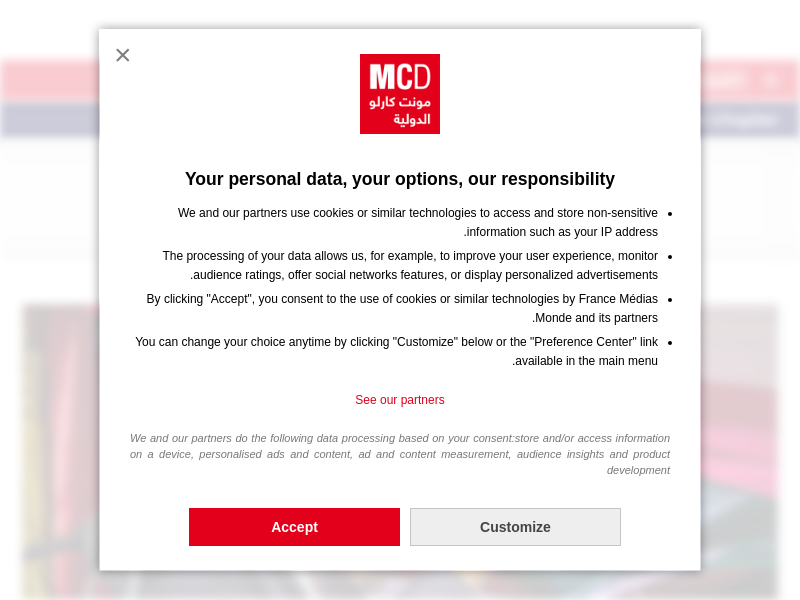 ×
MCD
مونت كارلو
الدولية
Your personal data, your options, our responsibility
We and our partners use cookies or similar technologies to access and store non-sensitive
information such as your IP address.
The processing of your data allows us, for example, to improve your user experience, monitor
audience ratings, offer social networks features, or display personalized advertisements.
By clicking "Accept", you consent to the use of cookies or similar technologies by France Médias
Monde and its partners.
You can change your choice anytime by clicking "Customize" below or the "Preference Center" link
available in the main menu.
See our partners
We and our partners do the following data processing based on your consent:store and/or access information
on a device, personalised ads and content, ad and content measurement, audience insights and product
development
Accept
Customize